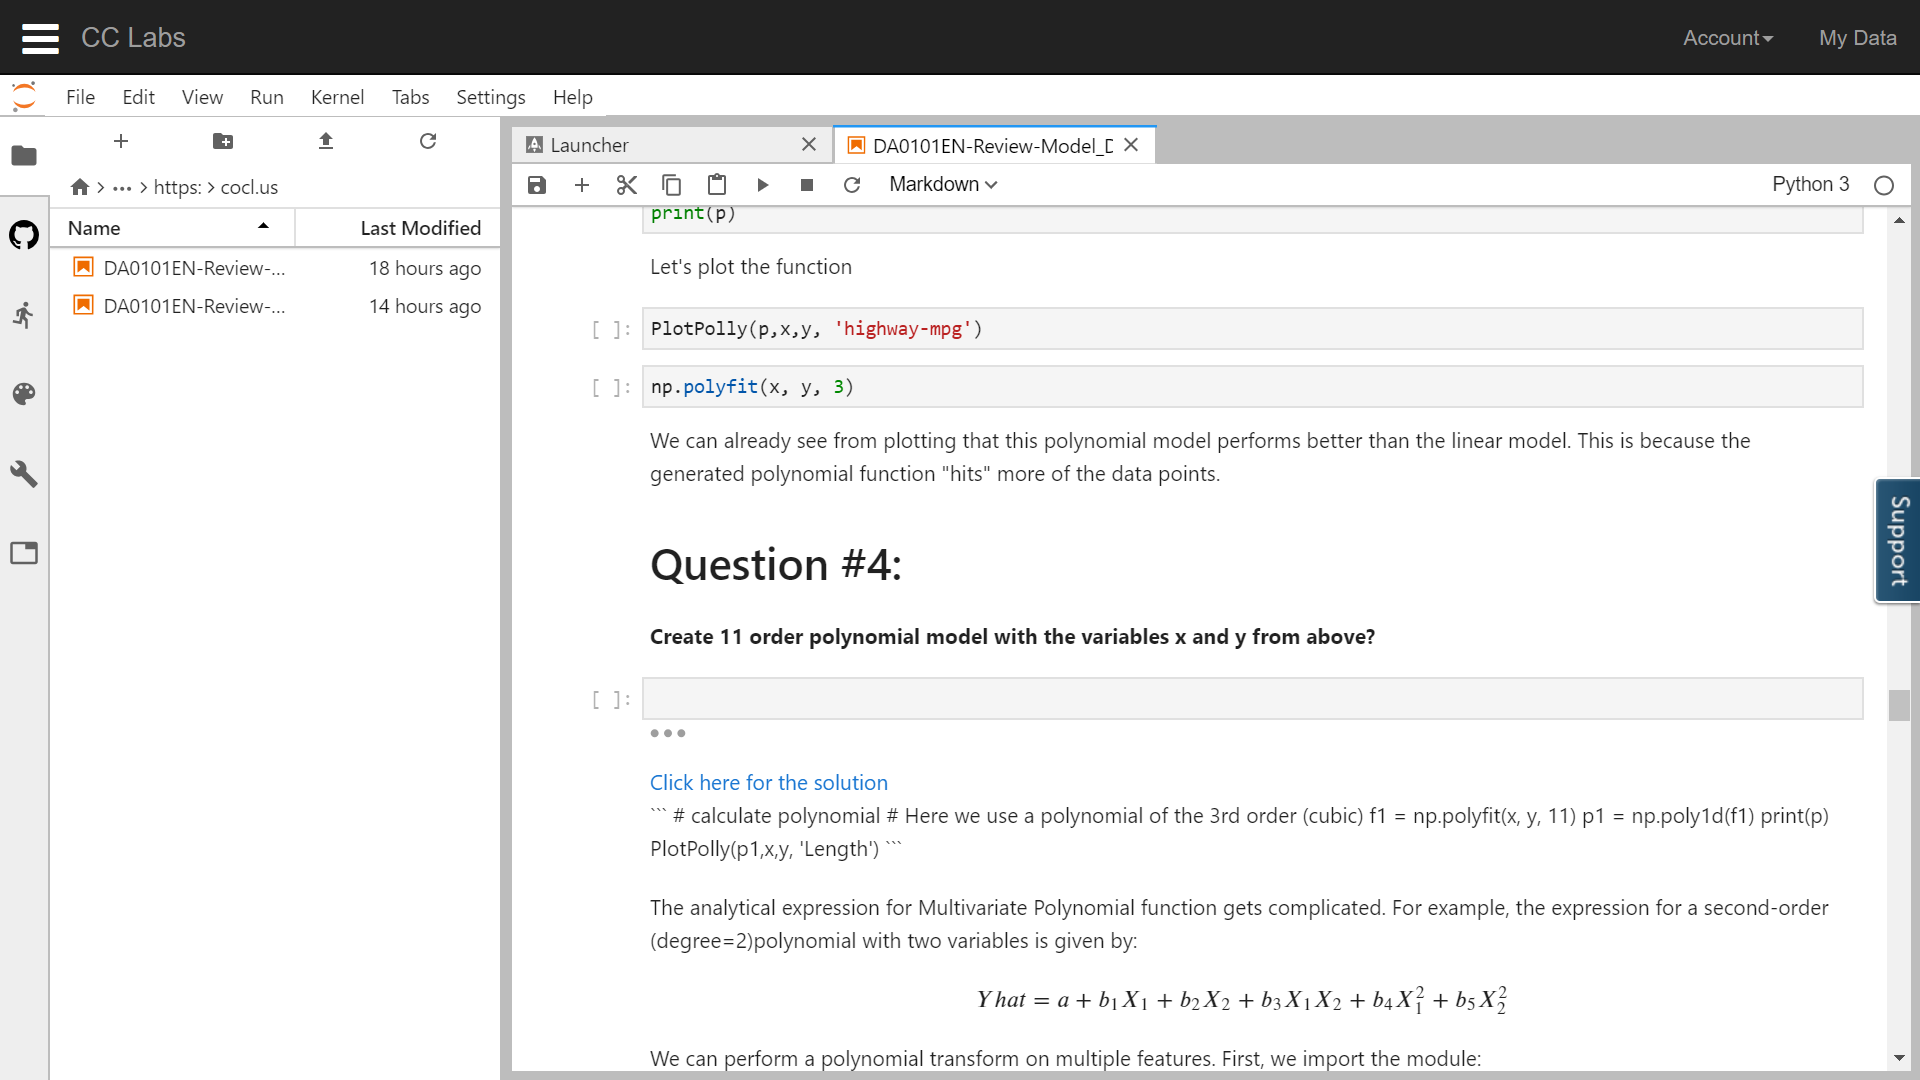 CC Labs
Account
My Data
File Edit View Run Kernel Tabs Settings Help
https: > cocl.us
Name
Last Modified
DA0101EN-Review-...
18 hours ago
DA0101EN-Review-...
14 hours ago
Launcher
DA0101EN-Review-Model_D
Markdown
Python 3
print(p)
Let's plot the function
[ ]: PlotPolly(p,x,y, 'highway-mpg')
[ ]: np.polyfit(x, y, 3)
We can already see from plotting that this polynomial model performs better than the linear model. This is because the
generated polynomial function "hits" more of the data points.
Question #4:
Create 11 order polynomial model with the variables x and y from above?
[ ]:
Click here for the solution
``` # calculate polynomial # Here we use a polynomial of the 3rd order (cubic) f1 = np.polyfit(x, y, 11) p1 = np.poly1d(f1) print(p)
PlotPolly(p1,x,y, 'Length') ```
The analytical expression for Multivariate Polynomial function gets complicated. For example, the expression for a second-order
(degree=2)polynomial with two variables is given by:
Yhat = a + b₁X₁ + b₂X₂ + b₃X₁X₂ + b₄X₁² + b₅X₂²
We can perform a polynomial transform on multiple features. First, we import the module:
Support